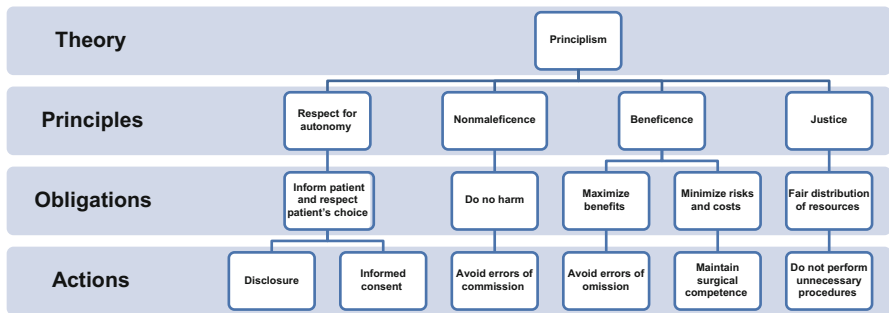 Theory
Principlism
Principles
Respect for
autonomy
Nonmaleficence
Beneficence
Justice
Obligations
Inform patient
and respect
patient's choice
Do no harm
Maximize
benefits
Minimize risks
and costs
Fair distribution
of resources
Actions
Disclosure
Informed
consent
Avoid errors of
commission
Avoid errors of
omission
Maintain
surgical
competence
Do not perform
unnecessary
procedures